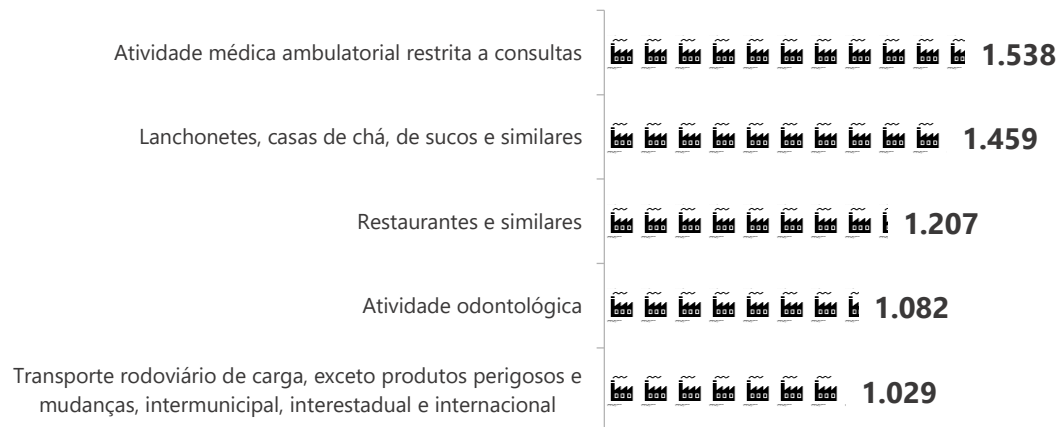 Atividade médica ambulatorial restrita a consultas
1.538
Lanchonetes, casas de chá, de sucos e similares
1.459
Restaurantes e similares
1.207
Atividade odontológica
1.082
Transporte rodoviário de carga, exceto produtos perigosos e
mudanças, intermunicipal, interestadual e internacional
1.029